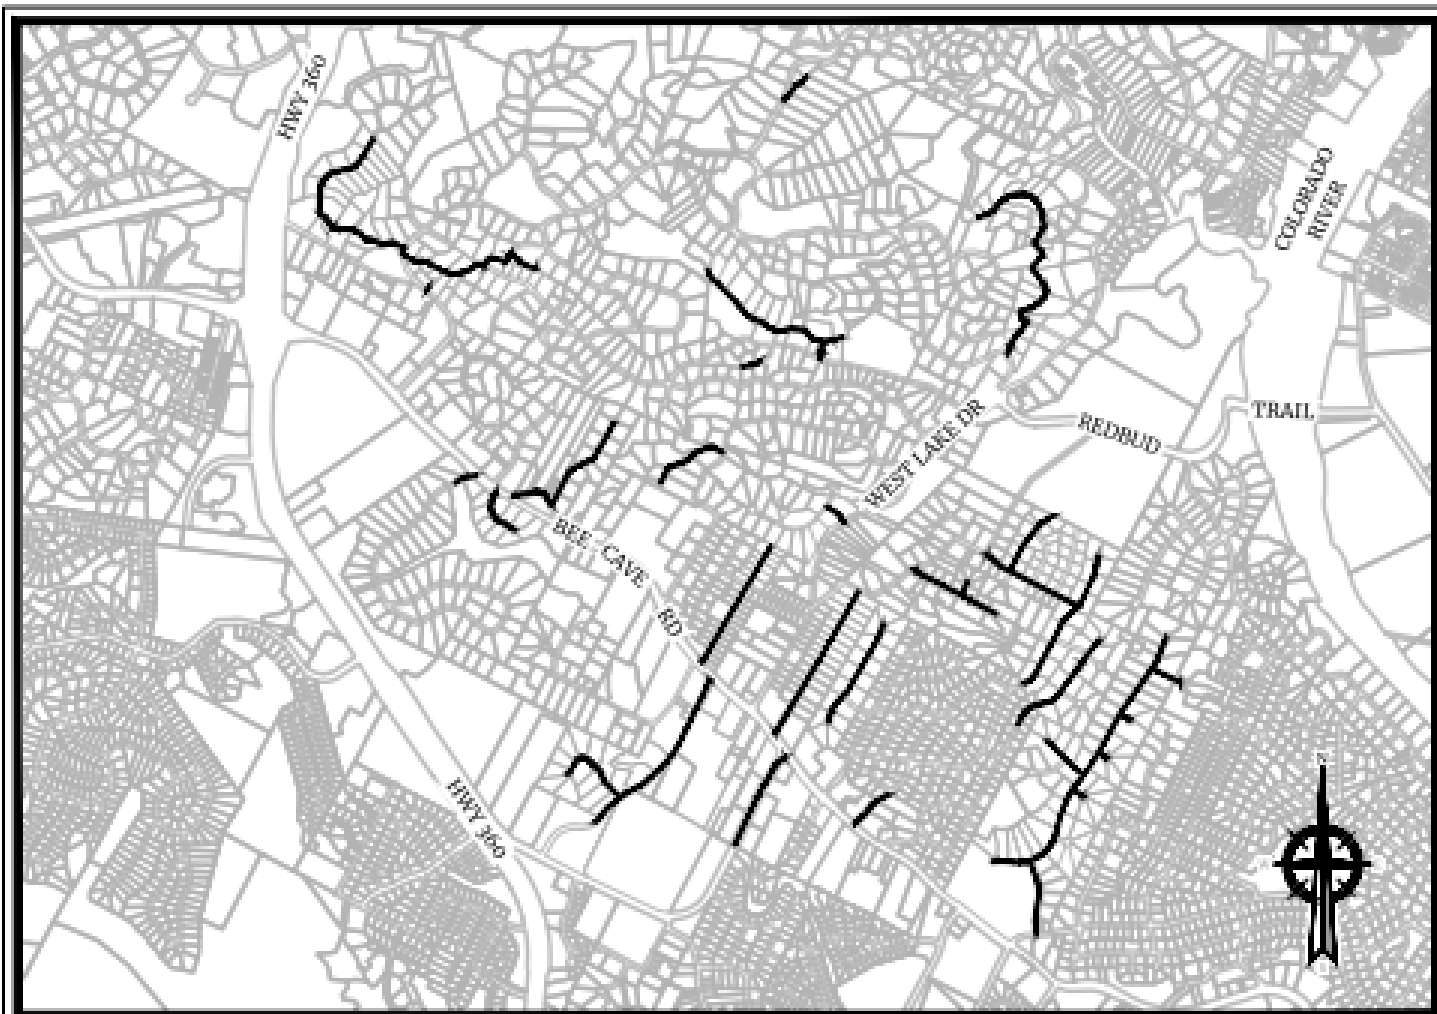 HWY 360
COLORADO
RIVER
WEST LAKE DR
REDBUD
TRAIL
BEE CAVE
RD
HWY 360